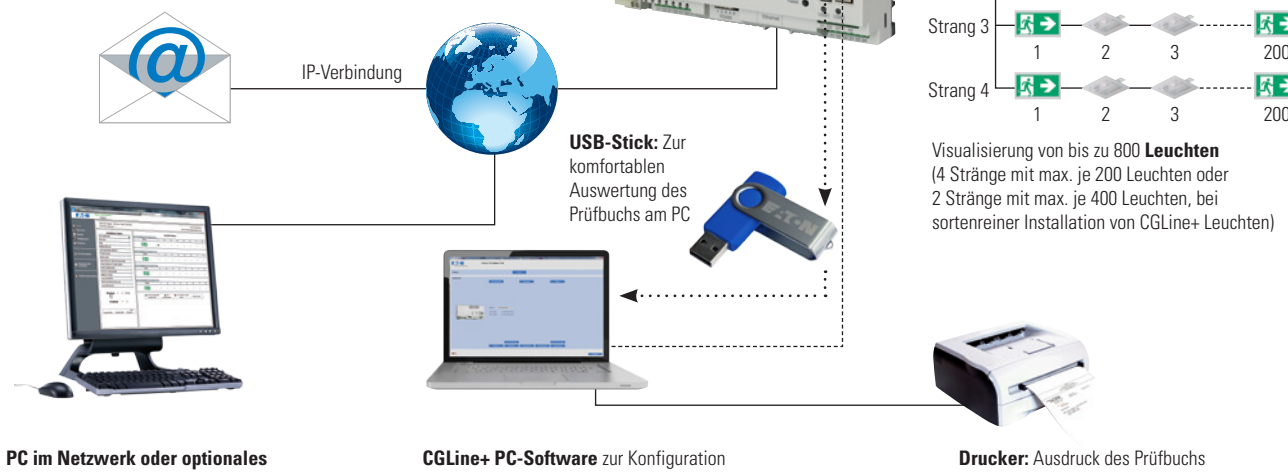 Strang 3
1 2 3 200
IP-Verbindung
Strang 4
1 2 3 200
USB-Stick: Zur
komfortablen
Auswertung des
Prüfbuchs am PC
Visualisierung von bis zu 800 Leuchten
(4 Stränge mit max. je 200 Leuchten oder
2 Stränge mit max. je 400 Leuchten, bei
sortenreiner Installation von CGLine+ Leuchten)
EATON
PC im Netzwerk oder optionales
CGLine+ PC-Software zur Konfiguration
Drucker: Ausdruck des Prüfbuchs